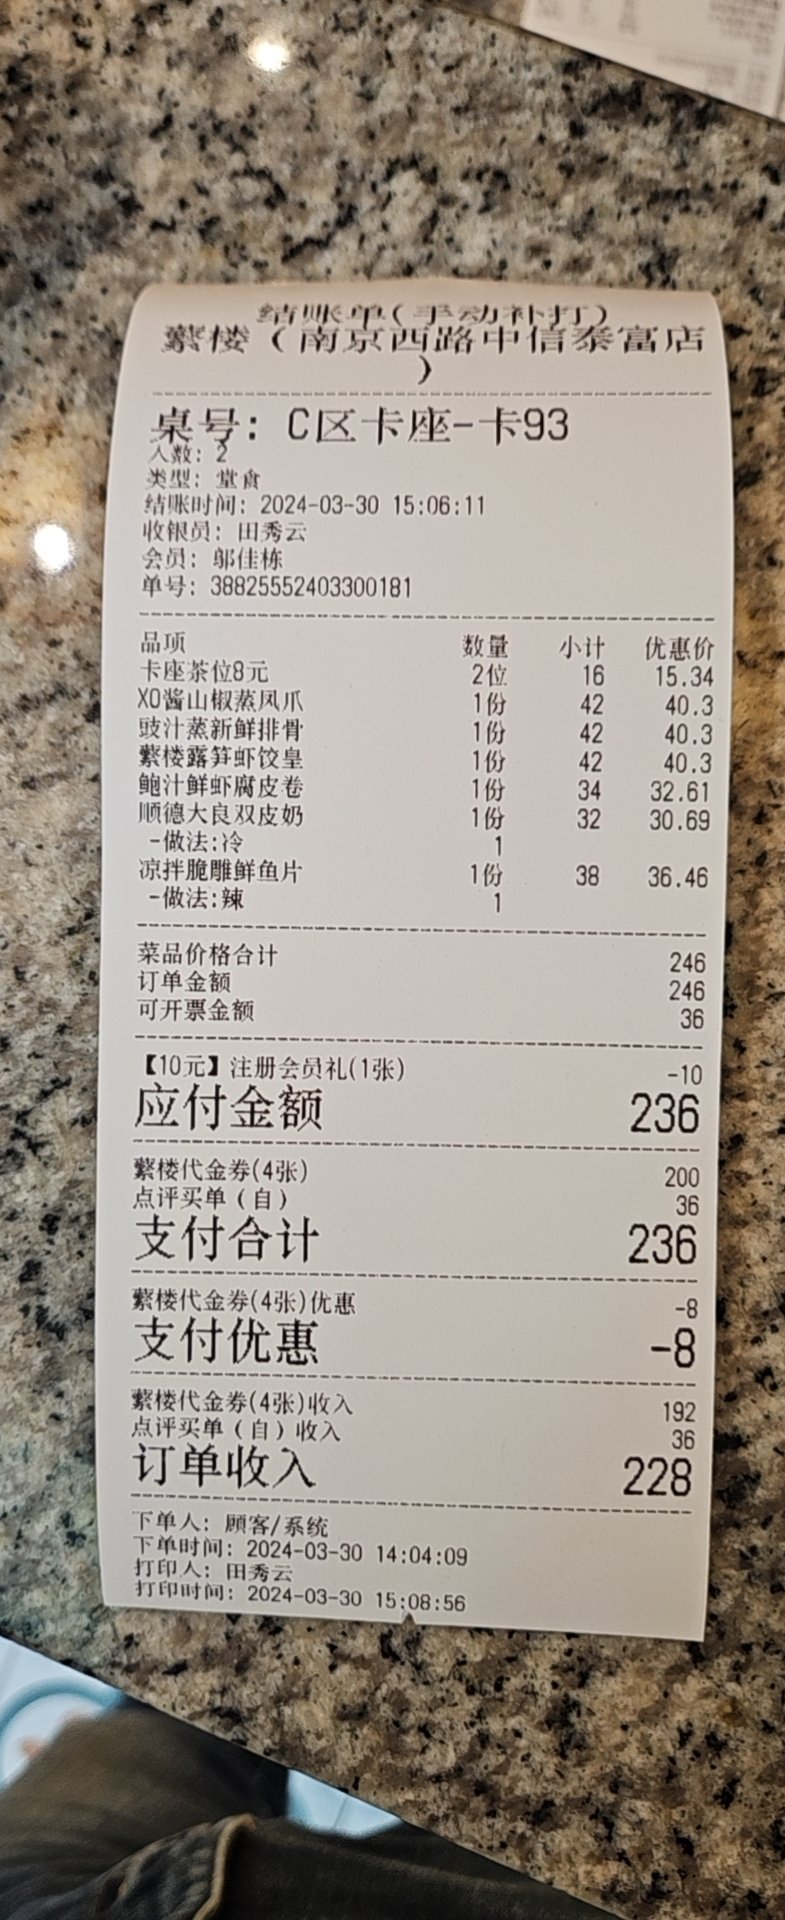 结账单(手动补打)
蘩楼（南京西路中信泰富店
）
桌号: C区卡座-卡93
人数: 2
类型: 堂食
结账时间: 2024-03-30 15:06:11
收银员: 田秀云
会员: 邬佳栋
单号: 38825552403300181
品项 数量 小计 优惠价
卡座茶位8元 2位 16 15.34
XO酱山椒蒸凤爪 1份 42 40.3
豉汁蒸新鲜排骨 1份 42 40.3
蘩楼露笋虾饺皇 1份 42 40.3
鲍汁鲜虾腐皮卷 1份 34 32.61
顺德大良双皮奶 1份 32 30.69
-做法:冷 1
凉拌脆雕鲜鱼片 1份 38 36.46
-做法:辣 1
菜品价格合计 246
订单金额 246
可开票金额 36
【10元】注册会员礼(1张) -10
应付金额 236
蘩楼代金券(4张) 200
点评买单（自） 36
支付合计 236
蘩楼代金券(4张)优惠 -8
支付优惠 -8
蘩楼代金券(4张)收入 192
点评买单（自）收入 36
订单收入 228
下单人: 顾客/系统
下单时间: 2024-03-30 14:04:09
打印人: 田秀云
打印时间: 2024-03-30 15:08:56